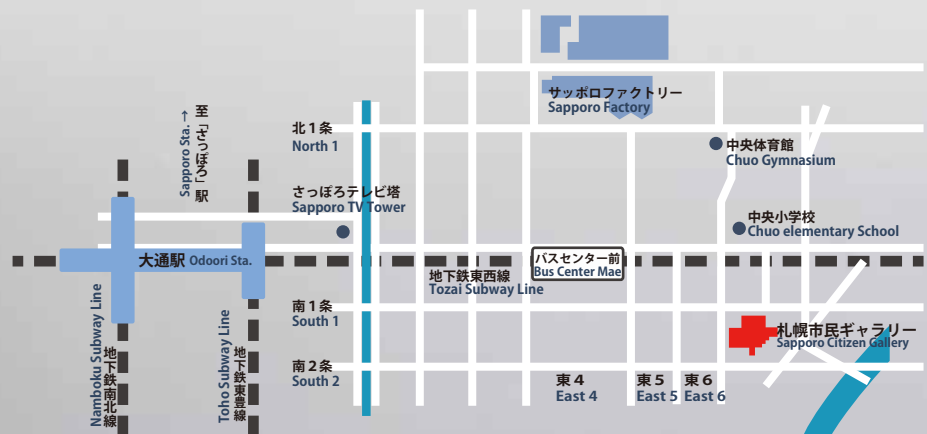 サッポロファクトリー
Sapporo Factory
至「さっぽろ」駅
Sapporo Sta. →
北1条
North 1
中央体育館
Chuo Gymnasium
さっぽろテレビ塔
Sapporo TV Tower
中央小学校
Chuo elementary School
大通駅 Odoori Sta.
バスセンター前
Bus Center Mae
地下鉄東西線
Tozai Subway Line
南1条
South 1
札幌市民ギャラリー
Sapporo Citizen Gallery
Namboku Subway Line
地下鉄南北線
Toho Subway Line
地下鉄東豊線
南2条
South 2
東4
East 4
東5
East 5
東6
East 6